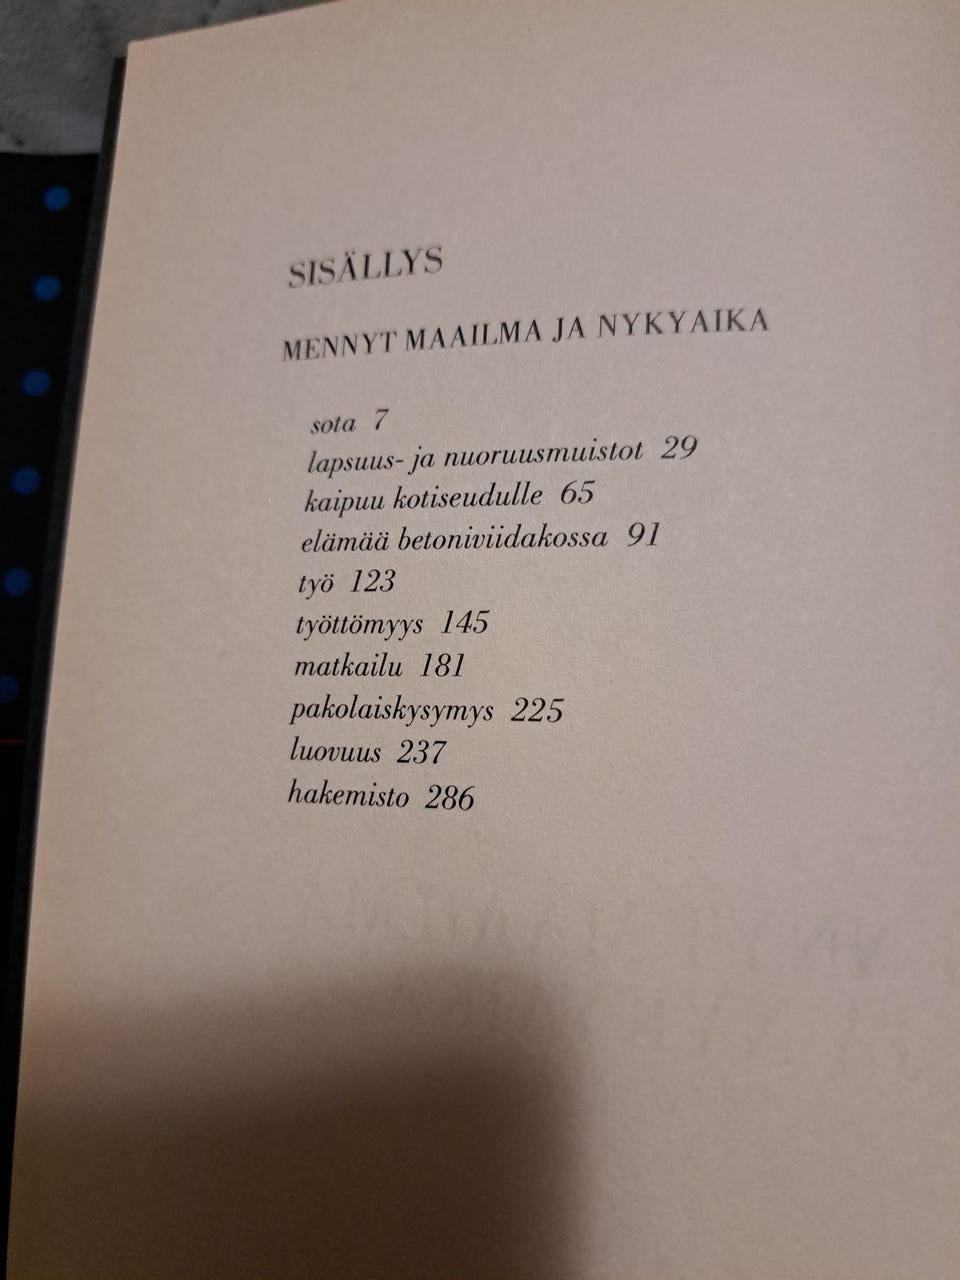 SISÄLLYS
MENNYT MAAILMA JA NYKYAIKA
sota 7
lapsuus- ja nuoruusmuistot 29
kaipuu kotiseudulle 65
elämää betoniviidakossa 91
työ 123
työttömyys 145
matkailu 181
pakolaiskysymys 225
luovuus 237
hakemisto 286